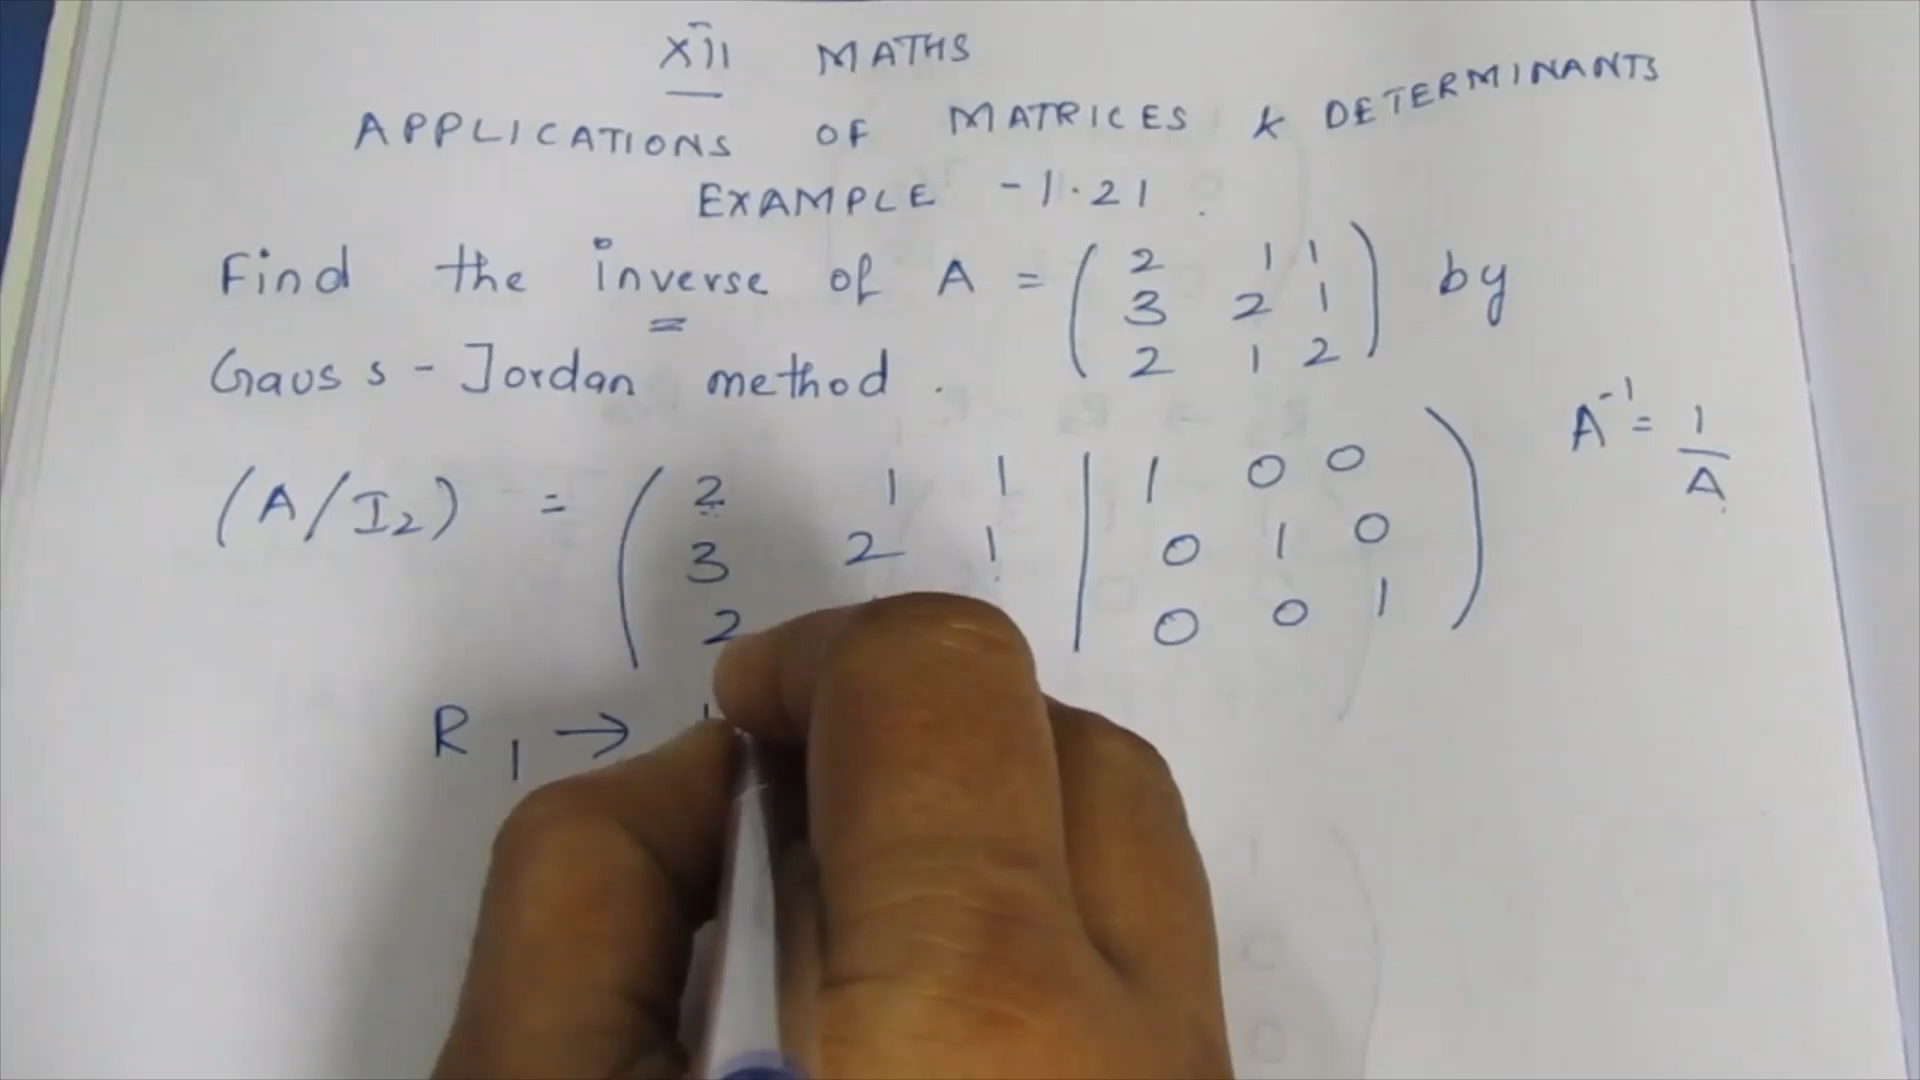 XII MATHS
APPLICATIONS OF MATRICES & DETERMINANTS
EXAMPLE - 1.21
Find the inverse of A = ( 2 1 1
3 2 1
2 1 2 ) by
Gauss - Jordan method.
A⁻¹ = 1/A
(A/I₂) = ( 2 1 1 | 1 0 0
3 2 1 | 0 1 0
2 | 0 0 1 )
R₁ →